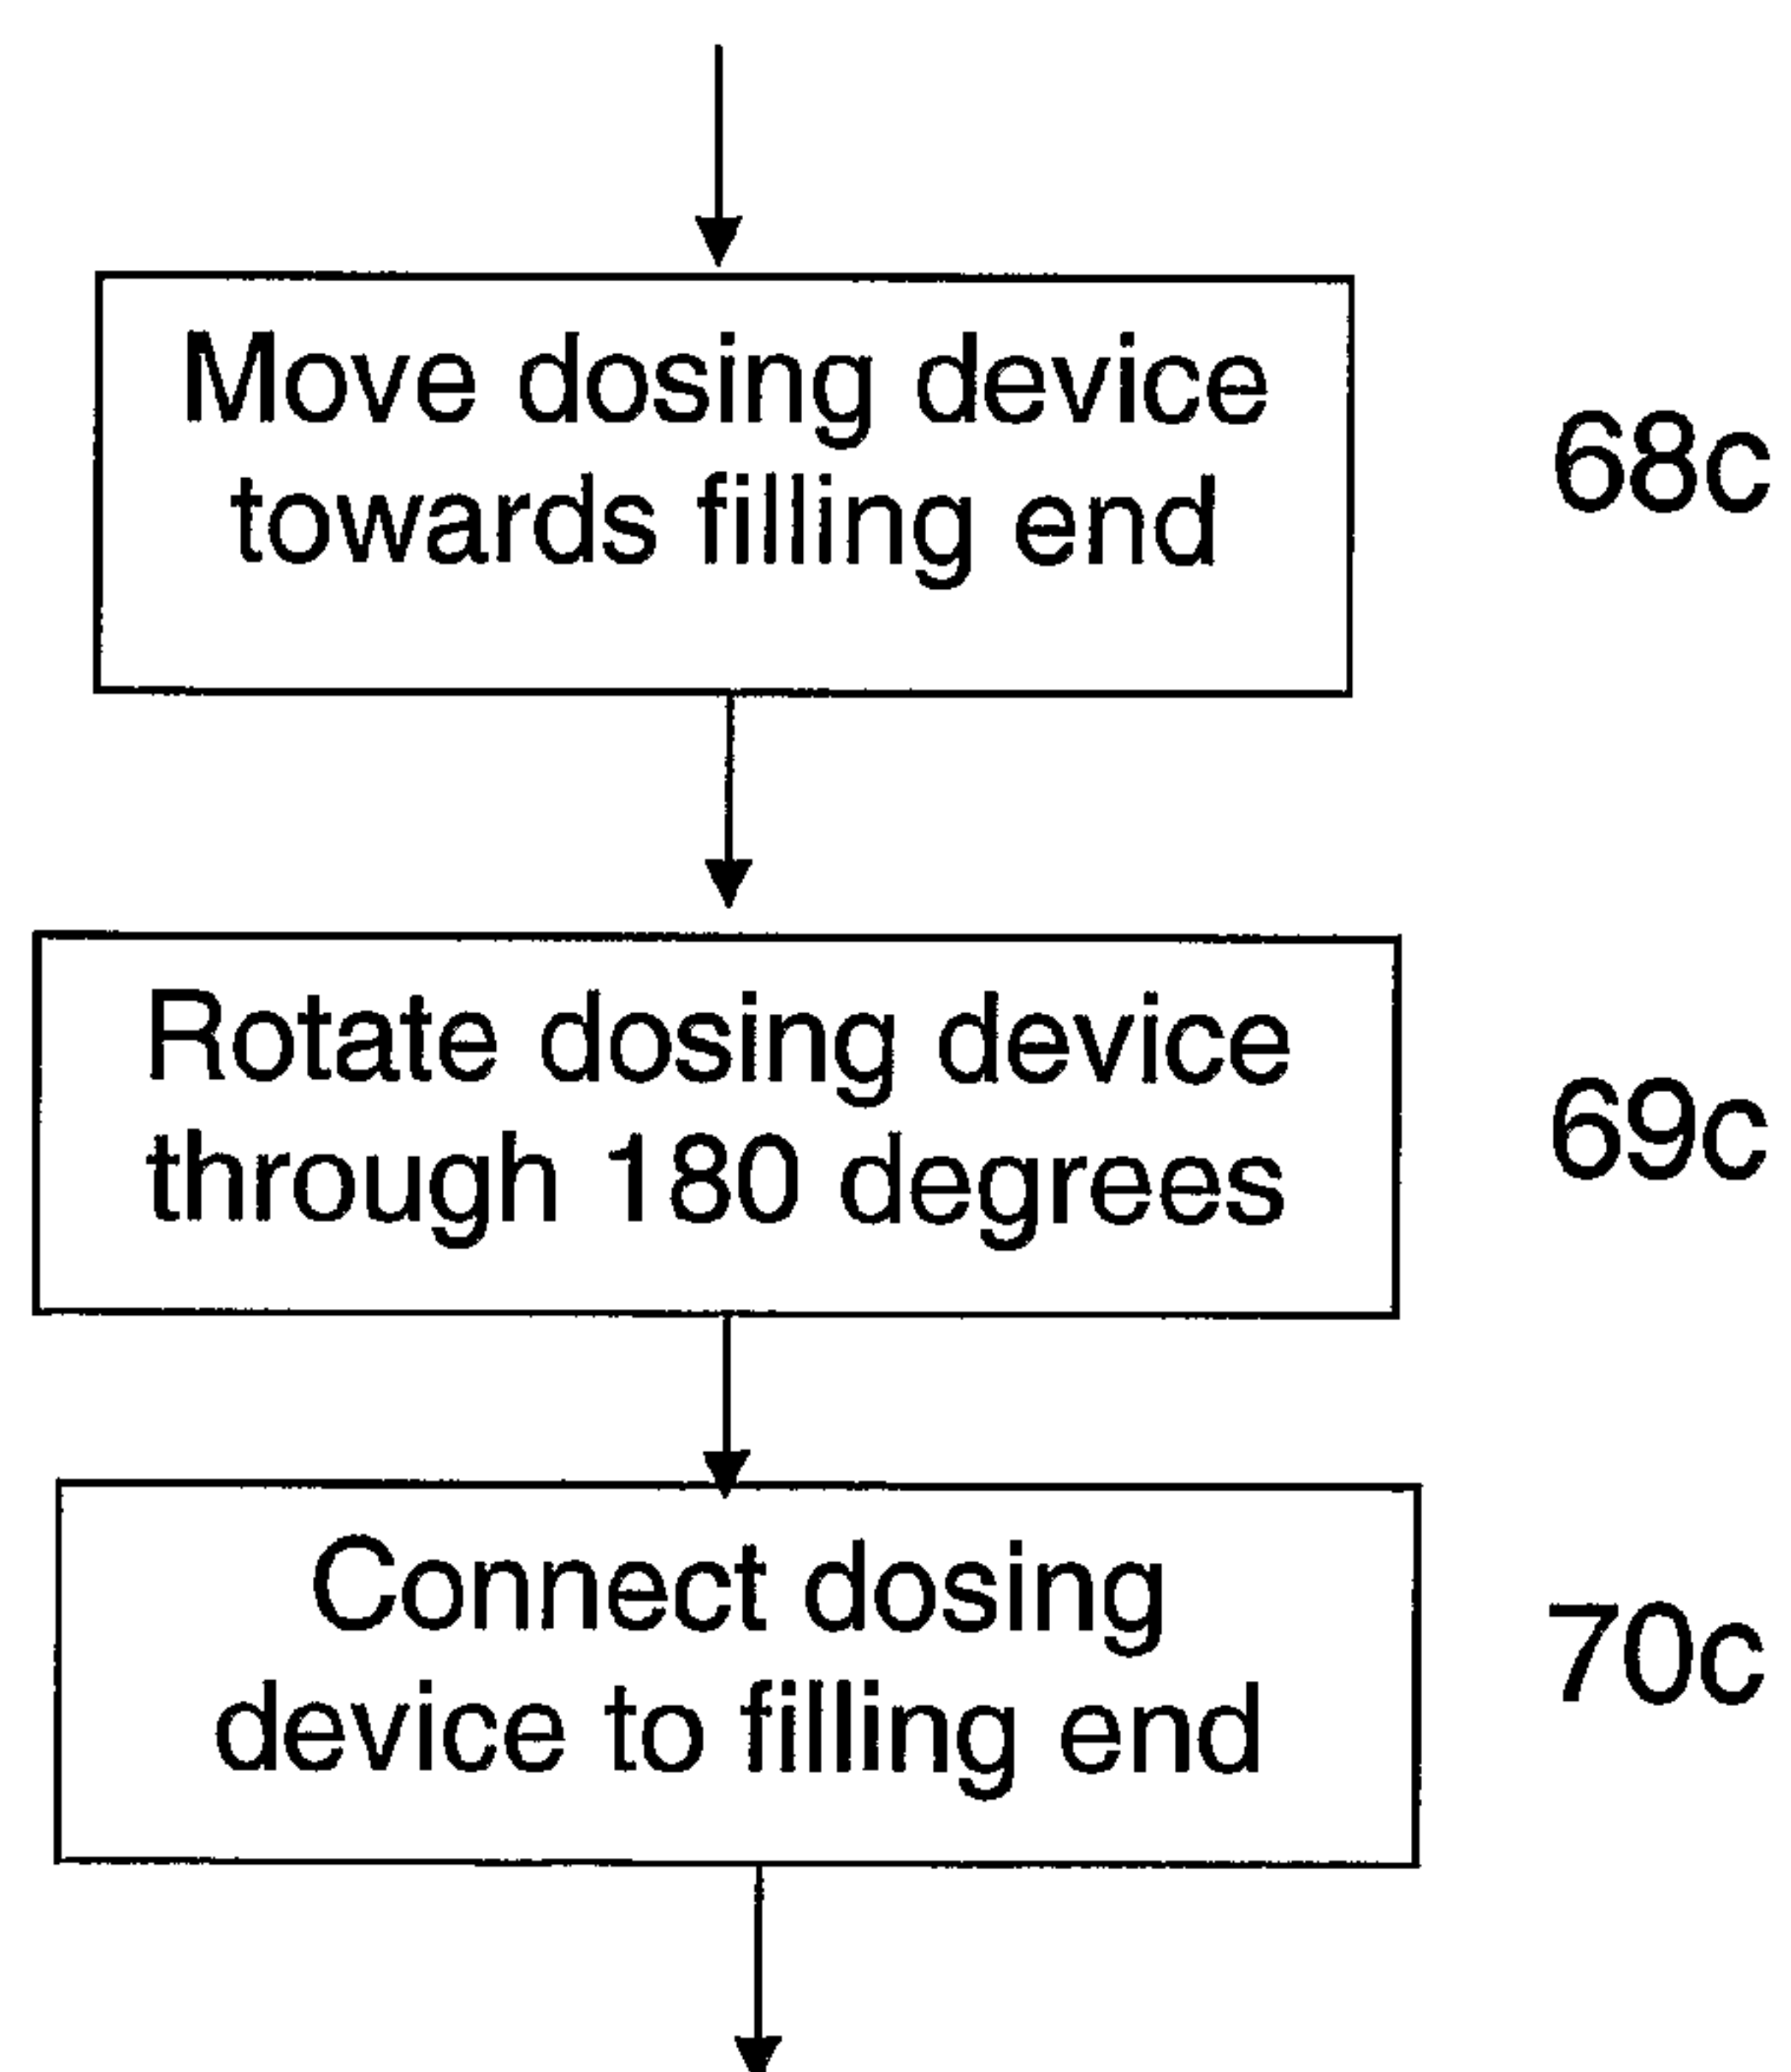 Move dosing device
towards filling end
68c
Rotate dosing device
through 180 degrees
69c
Connect dosing
device to filling end
70c